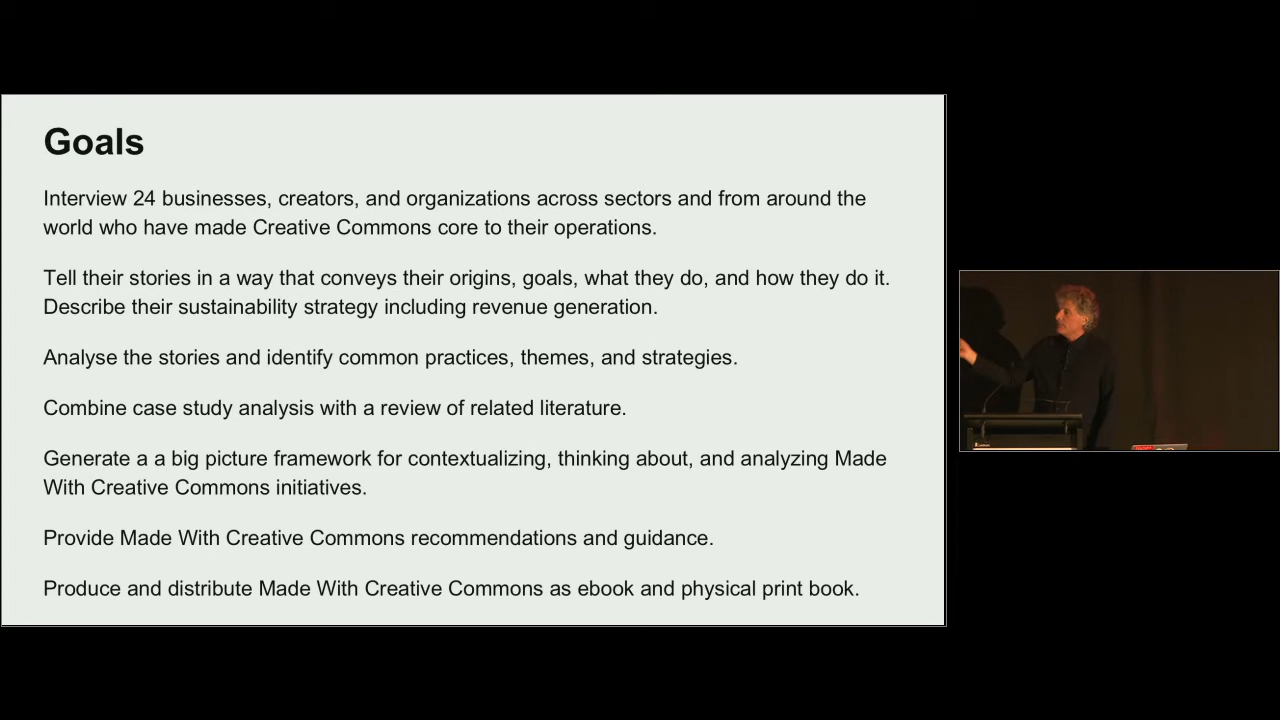 Goals
Interview 24 businesses, creators, and organizations across sectors and from around the
world who have made Creative Commons core to their operations.
Tell their stories in a way that conveys their origins, goals, what they do, and how they do it.
Describe their sustainability strategy including revenue generation.
Analyse the stories and identify common practices, themes, and strategies.
Combine case study analysis with a review of related literature.
Generate a a big picture framework for contextualizing, thinking about, and analyzing Made
With Creative Commons initiatives.
Provide Made With Creative Commons recommendations and guidance.
Produce and distribute Made With Creative Commons as ebook and physical print book.